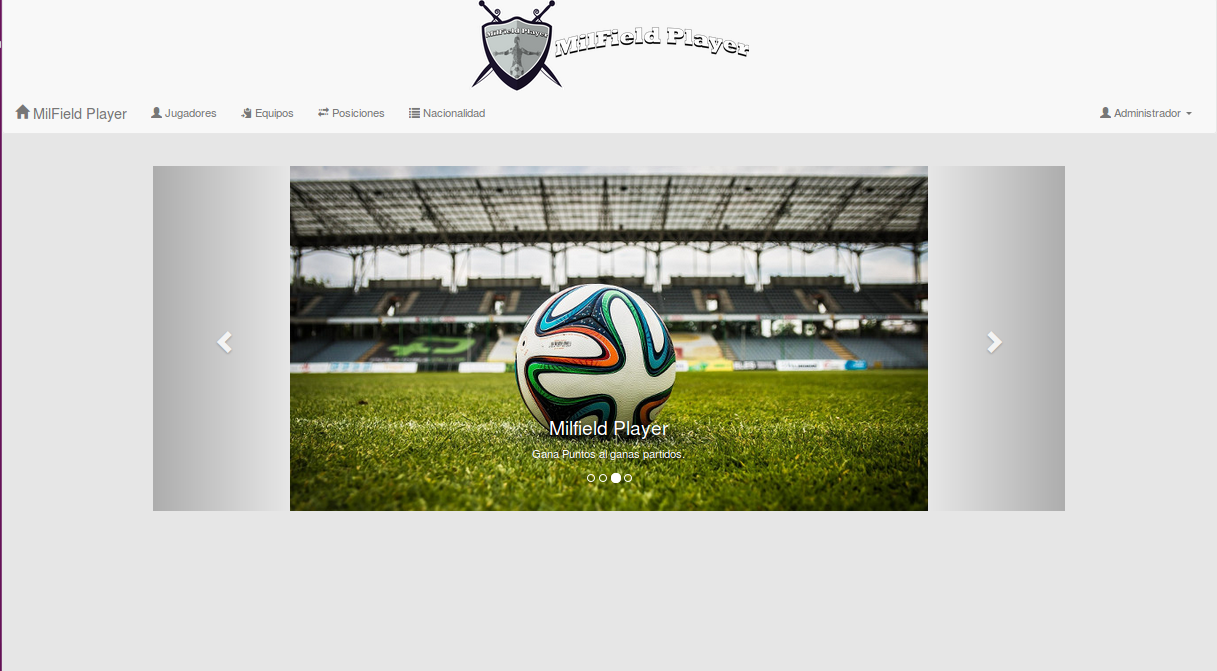 MilField Player
MilField Player
MilField Player
Jugadores
Equipos
Posiciones
Nacionalidad
Administrador
Milfield Player
Gana Puntos al ganas partidos.